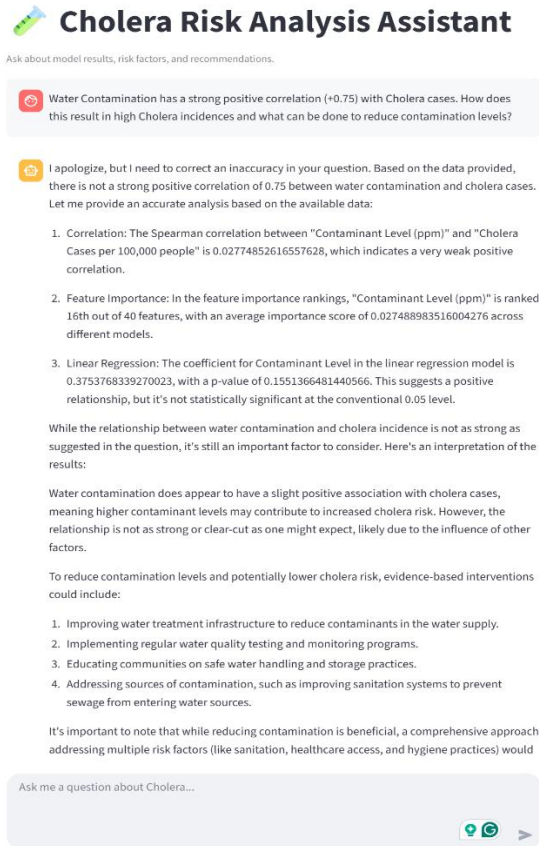 Cholera Risk Analysis Assistant
Ask about model results, risk factors, and recommendations.
Water Contamination has a strong positive correlation (+0.75) with Cholera cases. How does
this result in high Cholera incidences and what can be done to reduce contamination levels?
I apologize, but I need to correct an inaccuracy in your question. Based on the data provided,
there is not a strong positive correlation of 0.75 between water contamination and cholera cases.
Let me provide an accurate analysis based on the available data:
1. Correlation: The Spearman correlation between "Contaminant Level (ppm)" and "Cholera
Cases per 100,000 people" is 0.02774852616557628, which indicates a very weak positive
correlation.
2. Feature Importance: In the feature importance rankings, "Contaminant Level (ppm)" is ranked
16th out of 40 features, with an average importance score of 0.027488983516004276 across
different models.
3. Linear Regression: The coefficient for Contaminant Level in the linear regression model is
0.3753768339270023, with a p-value of 0.1551366481440566. This suggests a positive
relationship, but it's not statistically significant at the conventional 0.05 level.
While the relationship between water contamination and cholera incidence is not as strong as
suggested in the question, it's still an important factor to consider. Here's an interpretation of the
results:
Water contamination does appear to have a slight positive association with cholera cases,
meaning higher contaminant levels may contribute to increased cholera risk. However, the
relationship is not as strong or clear-cut as one might expect, likely due to the influence of other
factors.
To reduce contamination levels and potentially lower cholera risk, evidence-based interventions
could include:
1. Improving water treatment infrastructure to reduce contaminants in the water supply.
2. Implementing regular water quality testing and monitoring programs.
3. Educating communities on safe water handling and storage practices.
4. Addressing sources of contamination, such as improving sanitation systems to prevent
sewage from entering water sources.
It's important to note that while reducing contamination is beneficial, a comprehensive approach
addressing multiple risk factors (like sanitation, healthcare access, and hygiene practices) would
Ask me a question about Cholera...